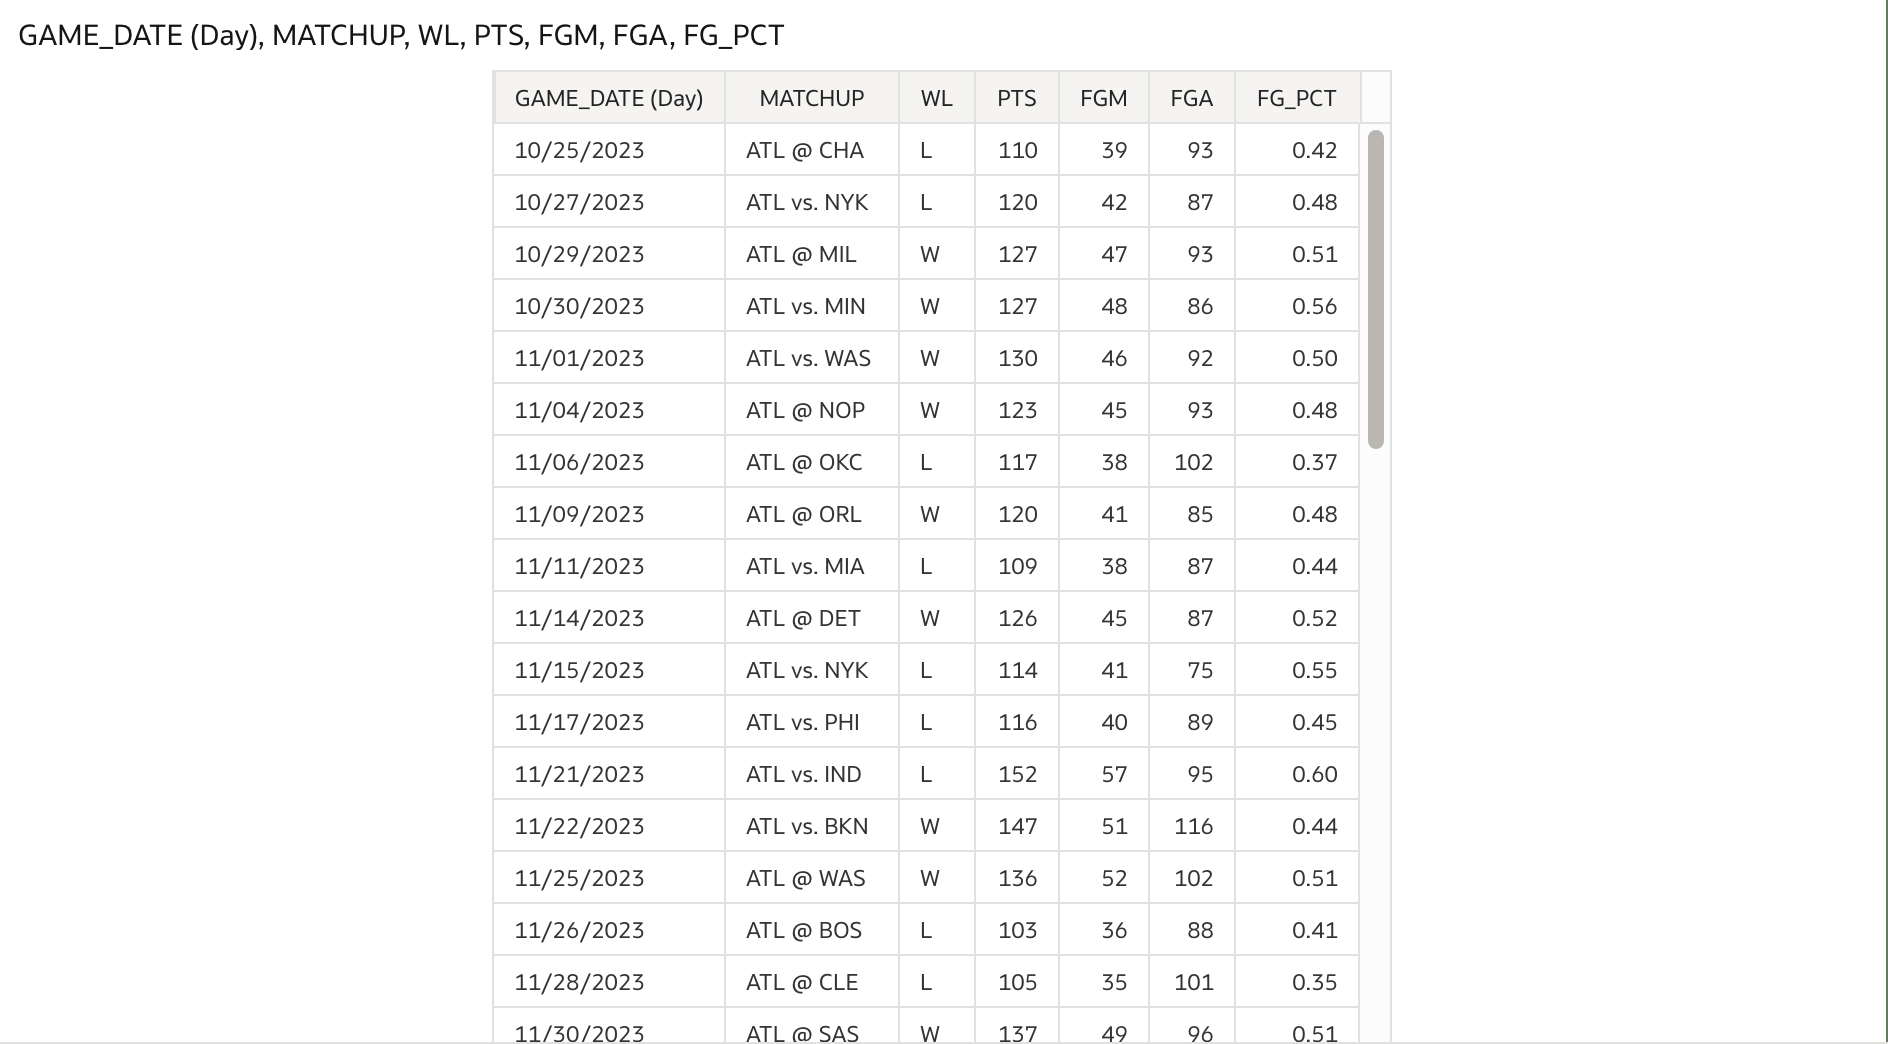 GAME_DATE (Day), MATCHUP, WL, PTS, FGM, FGA, FG_PCT
GAME_DATE (Day) MATCHUP WL PTS FGM FGA FG_PCT
10/25/2023 ATL @ CHA L 110 39 93 0.42
10/27/2023 ATL vs. NYK L 120 42 87 0.48
10/29/2023 ATL @ MIL W 127 47 93 0.51
10/30/2023 ATL vs. MIN W 127 48 86 0.56
11/01/2023 ATL vs. WAS W 130 46 92 0.50
11/04/2023 ATL @ NOP W 123 45 93 0.48
11/06/2023 ATL @ OKC L 117 38 102 0.37
11/09/2023 ATL @ ORL W 120 41 85 0.48
11/11/2023 ATL vs. MIA L 109 38 87 0.44
11/14/2023 ATL @ DET W 126 45 87 0.52
11/15/2023 ATL vs. NYK L 114 41 75 0.55
11/17/2023 ATL vs. PHI L 116 40 89 0.45
11/21/2023 ATL vs. IND L 152 57 95 0.60
11/22/2023 ATL vs. BKN W 147 51 116 0.44
11/25/2023 ATL @ WAS W 136 52 102 0.51
11/26/2023 ATL @ BOS L 103 36 88 0.41
11/28/2023 ATL @ CLE L 105 35 101 0.35
11/30/2023 ATL @ SAS W 137 49 96 0.51